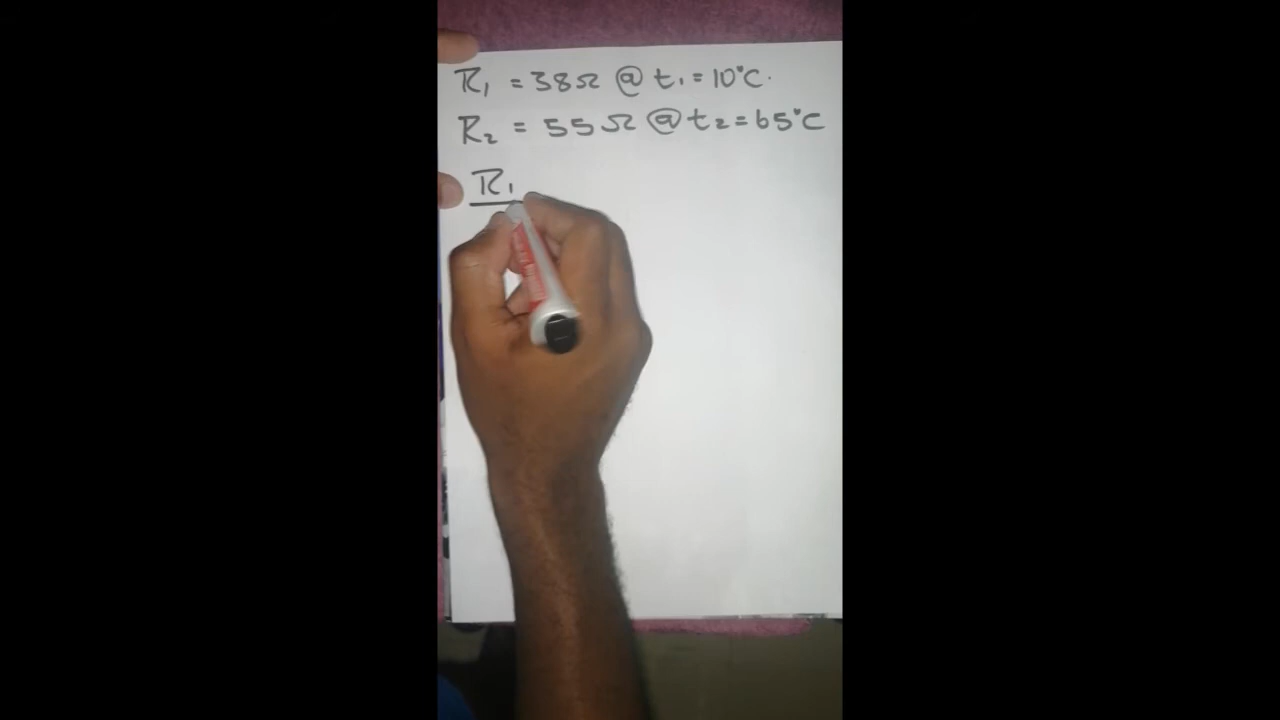 R₁ = 38Ω @ t₁ = 10°C.
R₂ = 55Ω @ t₂ = 65°C
R₁